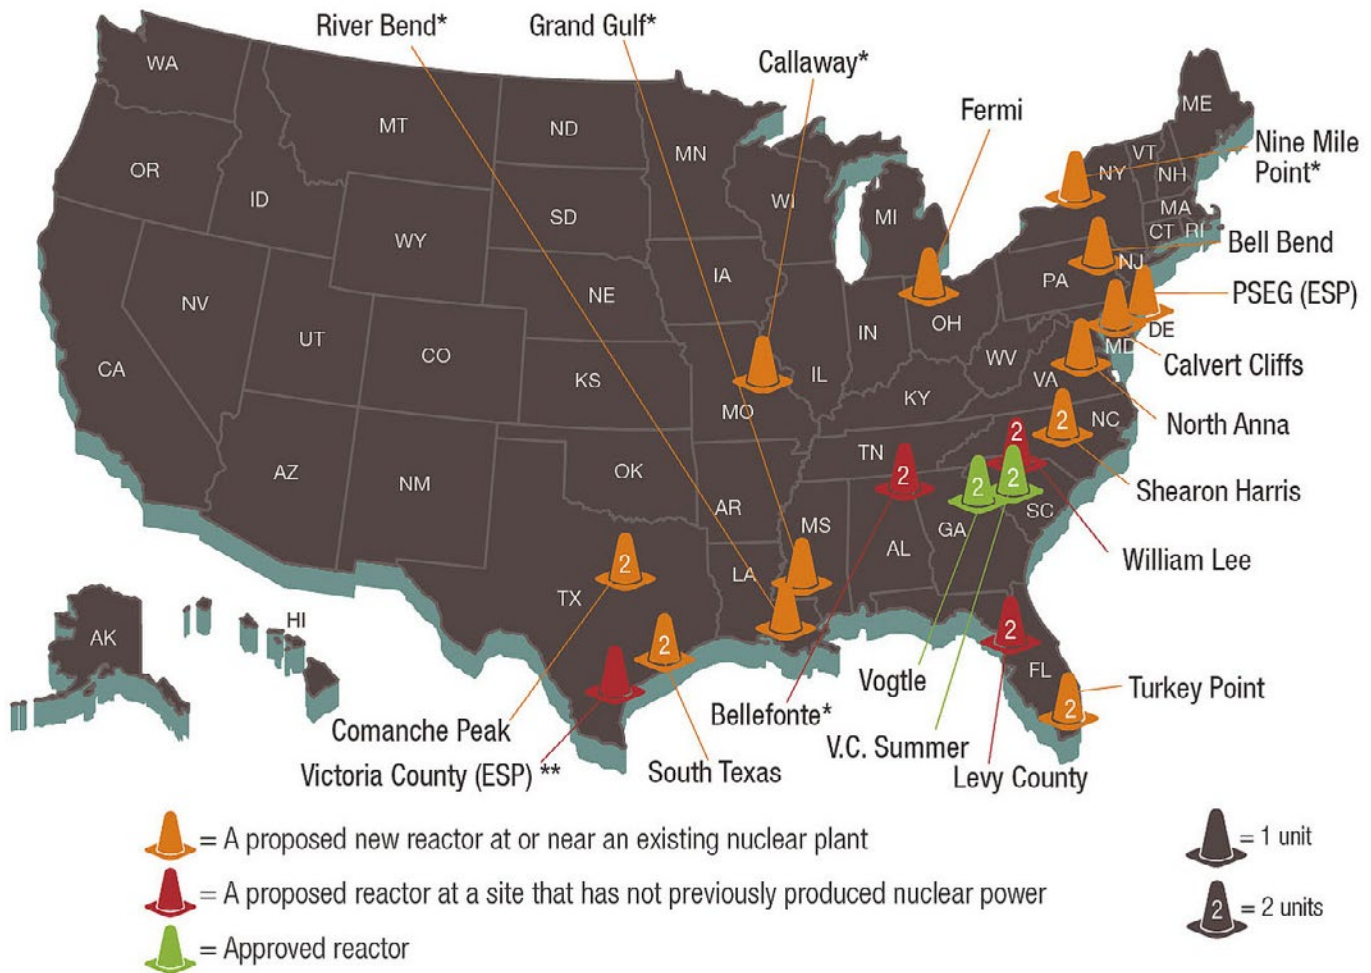 River Bend*
Grand Gulf*
Callaway*
Fermi
Nine Mile
Point*
Bell Bend
PSEG (ESP)
Calvert Cliffs
North Anna
Shearon Harris
William Lee
Turkey Point
Levy County
V.C. Summer
Vogtle
Bellefonte*
South Texas
Comanche Peak
Victoria County (ESP) **
WA
MT
ND
MN
ME
VT
NY
NH
OR
ID
SD
WI
MI
MA
CT
RI
WY
IA
PA
NJ
NV
NE
OH
DE
UT
CO
IL
IN
WV
MD
CA
KS
MO
KY
VA
NC
AZ
NM
OK
TN
AR
MS
AL
GA
SC
LA
TX
FL
AK
HI
2
2
2
2
2
2
2
2
2
= A proposed new reactor at or near an existing nuclear plant
= A proposed reactor at a site that has not previously produced nuclear power
= Approved reactor
= 1 unit
2 = 2 units